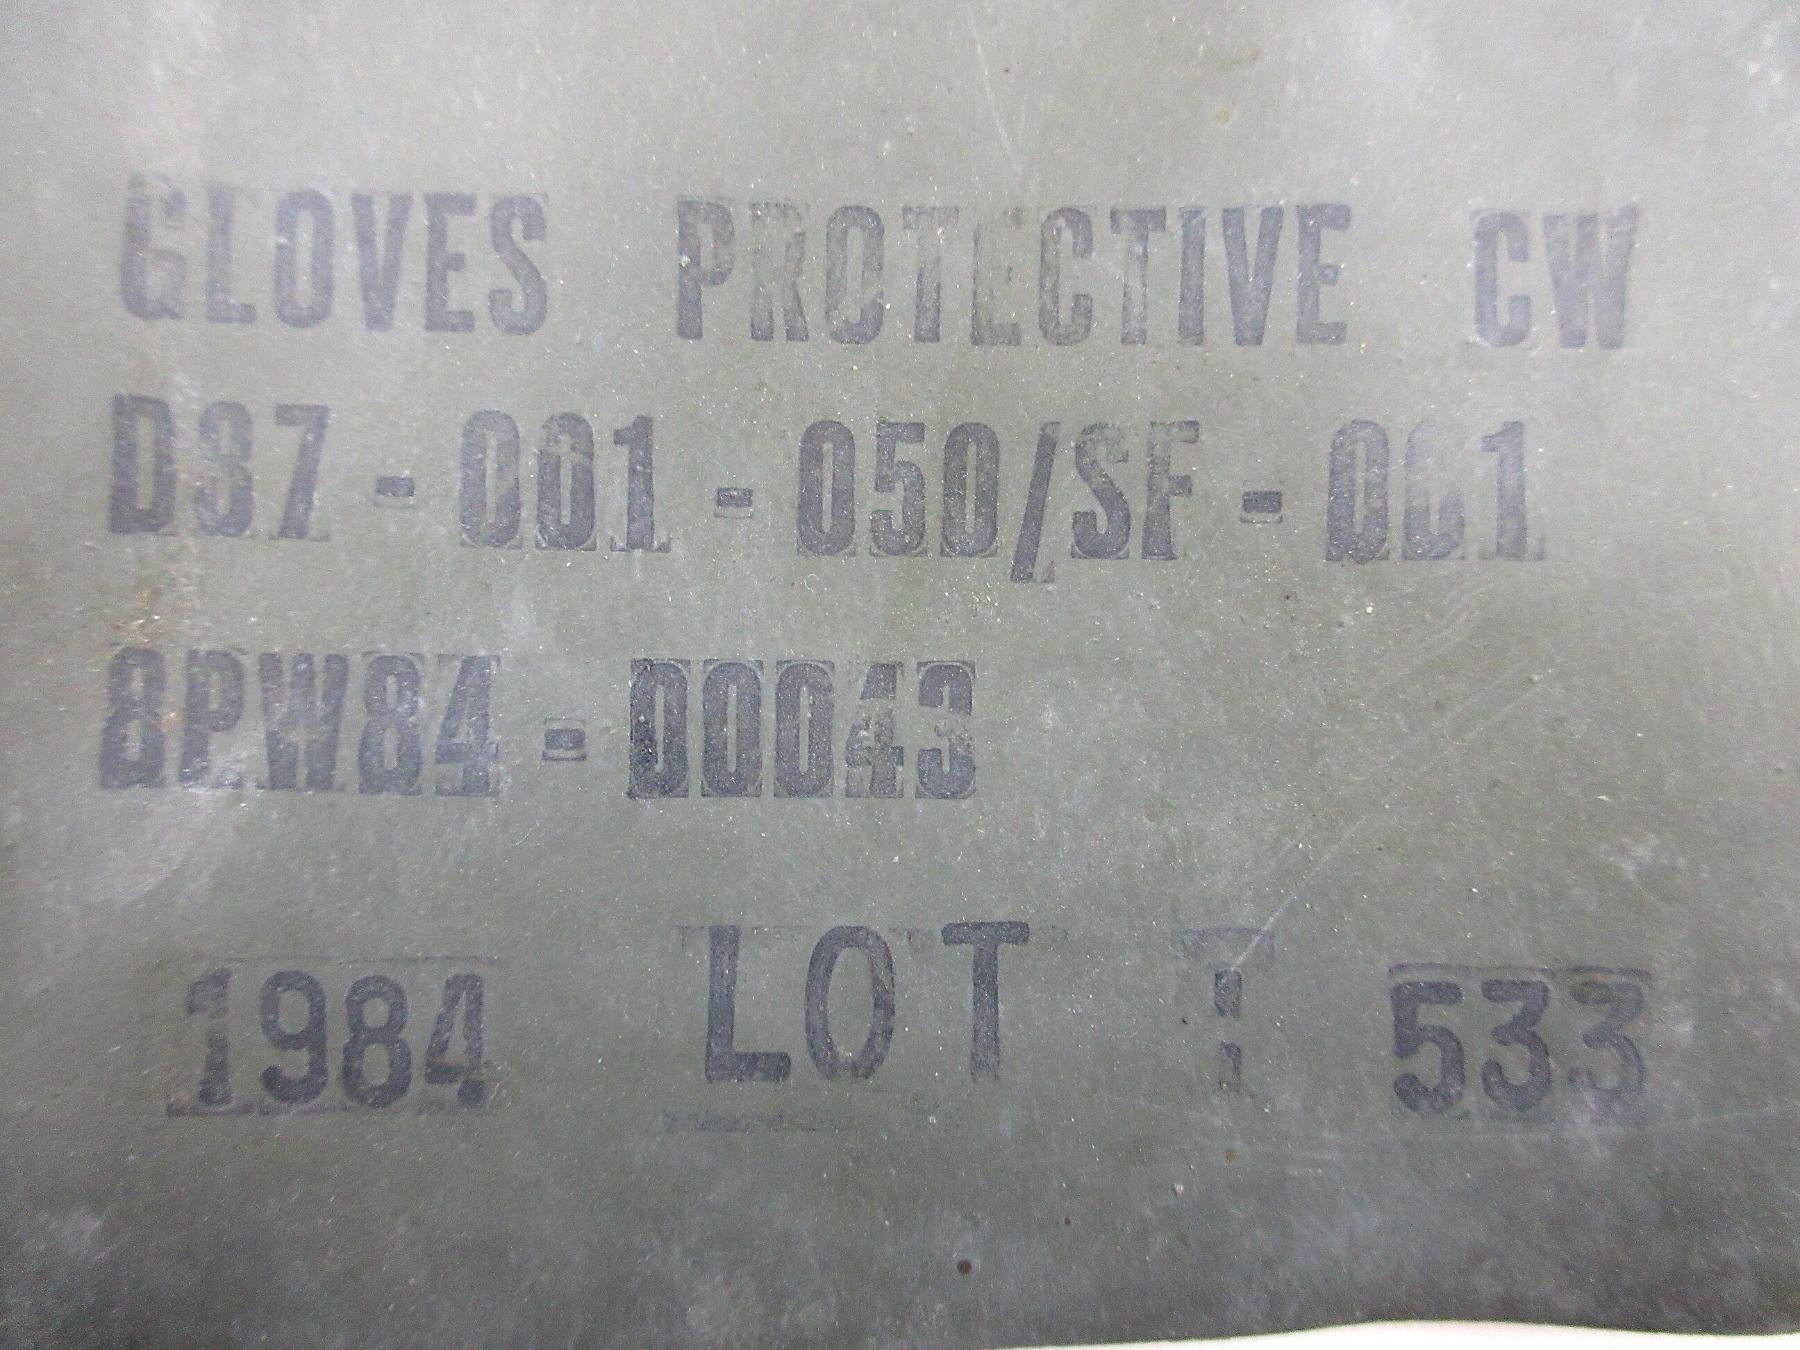 GLOVES PROTECTIVE CW
D87-001-050/SF-001
8PW84-00043
1984 LOT : 533